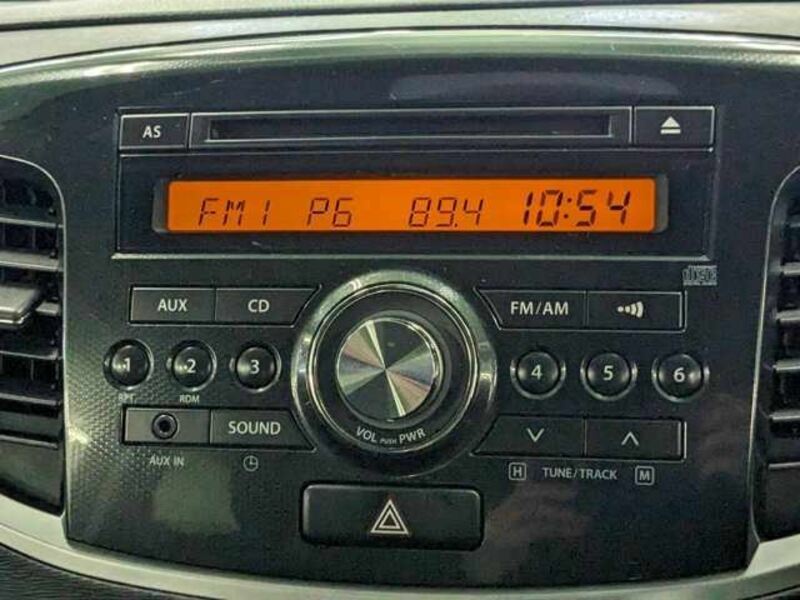 AS
FM1 P6 89.4 10:54
disc
AUX CD FM/AM
1 2 3 4 5 6
RPT RDM
SOUND
VOL PUSH PWR
AUX IN H TUNE/TRACK M